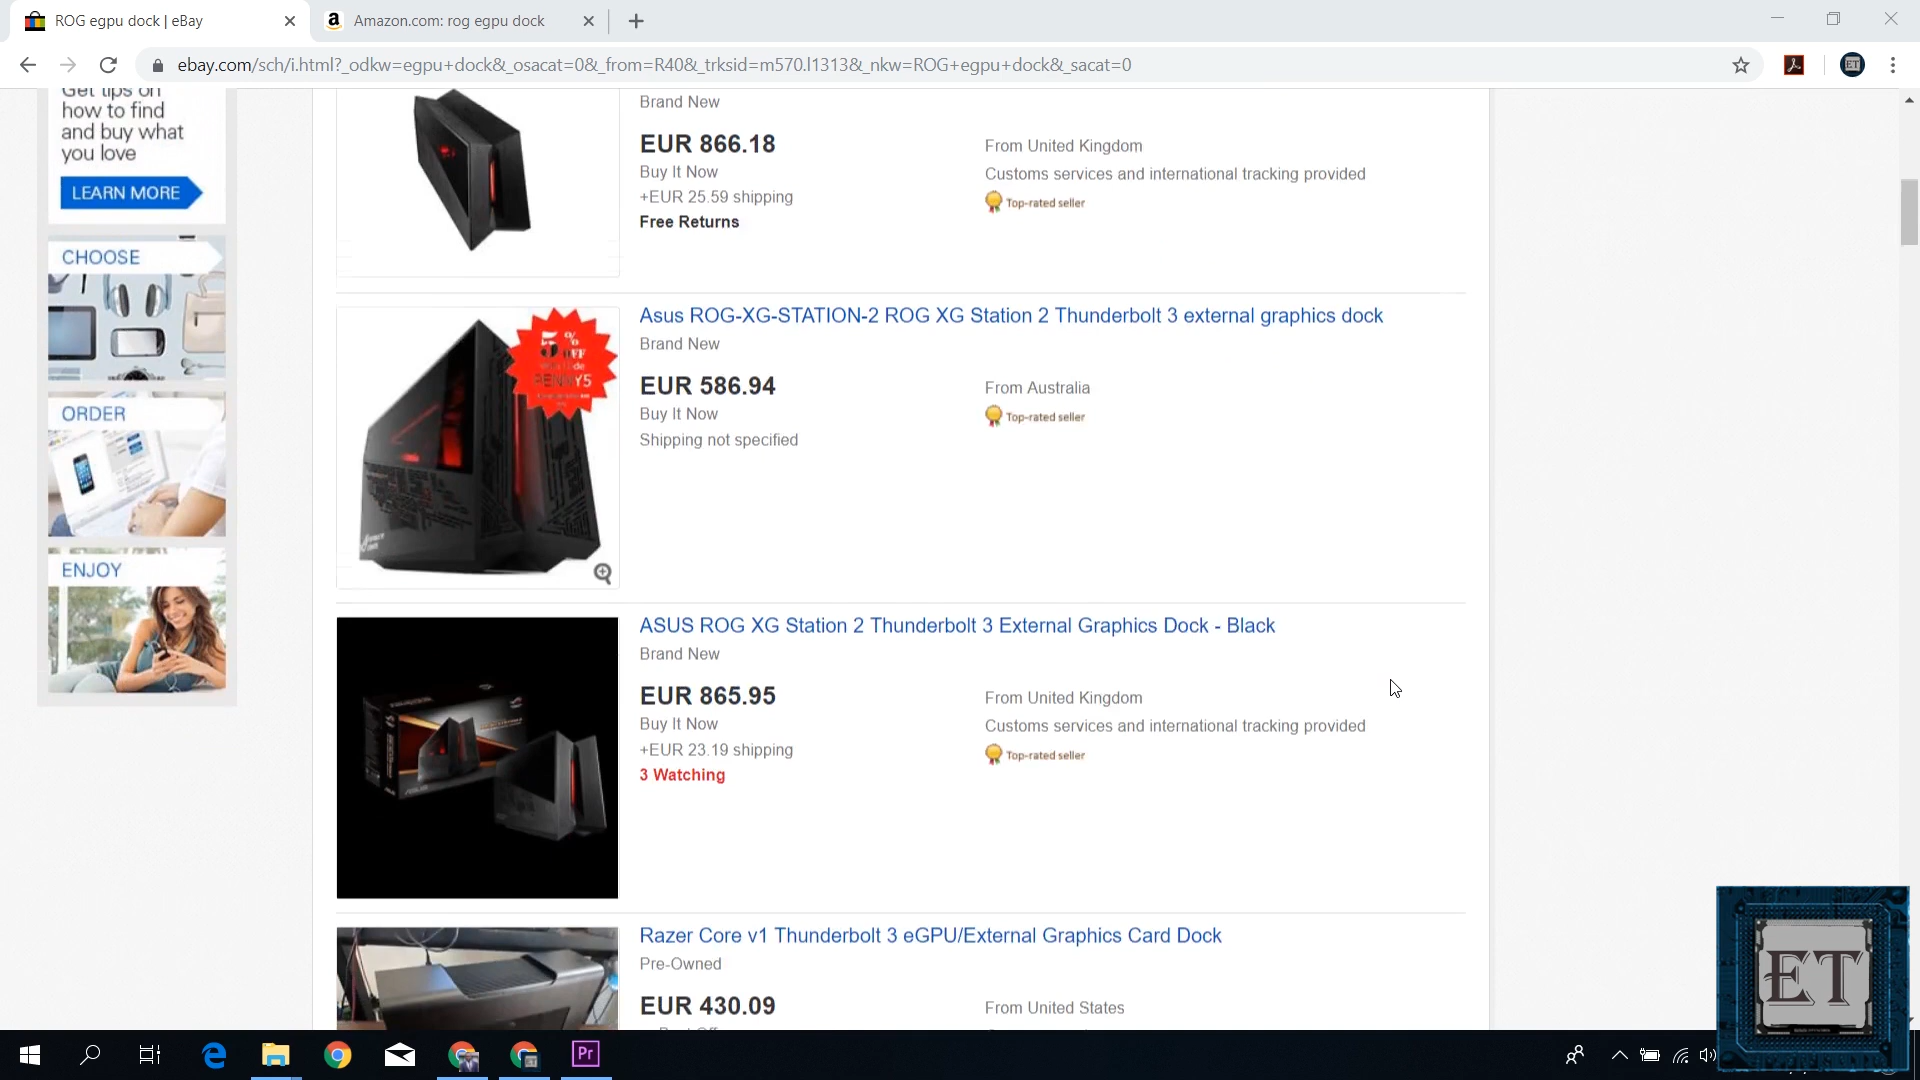 ROG egpu dock | eBay
Amazon.com: rog egpu dock
ebay.com/sch/i.html?_odkw=egpu+dock&_osacat=0&_from=R40&_trksid=m570.l1313&_nkw=ROG+egpu+dock&_sacat=0
ET
Get tips on
how to find
and buy what
you love
LEARN MORE
CHOOSE
ORDER
ENJOY
Brand New
EUR 866.18
Buy It Now
+EUR 25.59 shipping
Free Returns
From United Kingdom
Customs services and international tracking provided
Top-rated seller
5% OFF
Asus ROG-XG-STATION-2 ROG XG Station 2 Thunderbolt 3 external graphics dock
Brand New
EUR 586.94
Buy It Now
Shipping not specified
From Australia
Top-rated seller
ASUS ROG XG Station 2 Thunderbolt 3 External Graphics Dock - Black
Brand New
EUR 865.95
Buy It Now
+EUR 23.19 shipping
3 Watching
From United Kingdom
Customs services and international tracking provided
Top-rated seller
Razer Core v1 Thunderbolt 3 eGPU/External Graphics Card Dock
Pre-Owned
EUR 430.09
From United States
Pr
ET